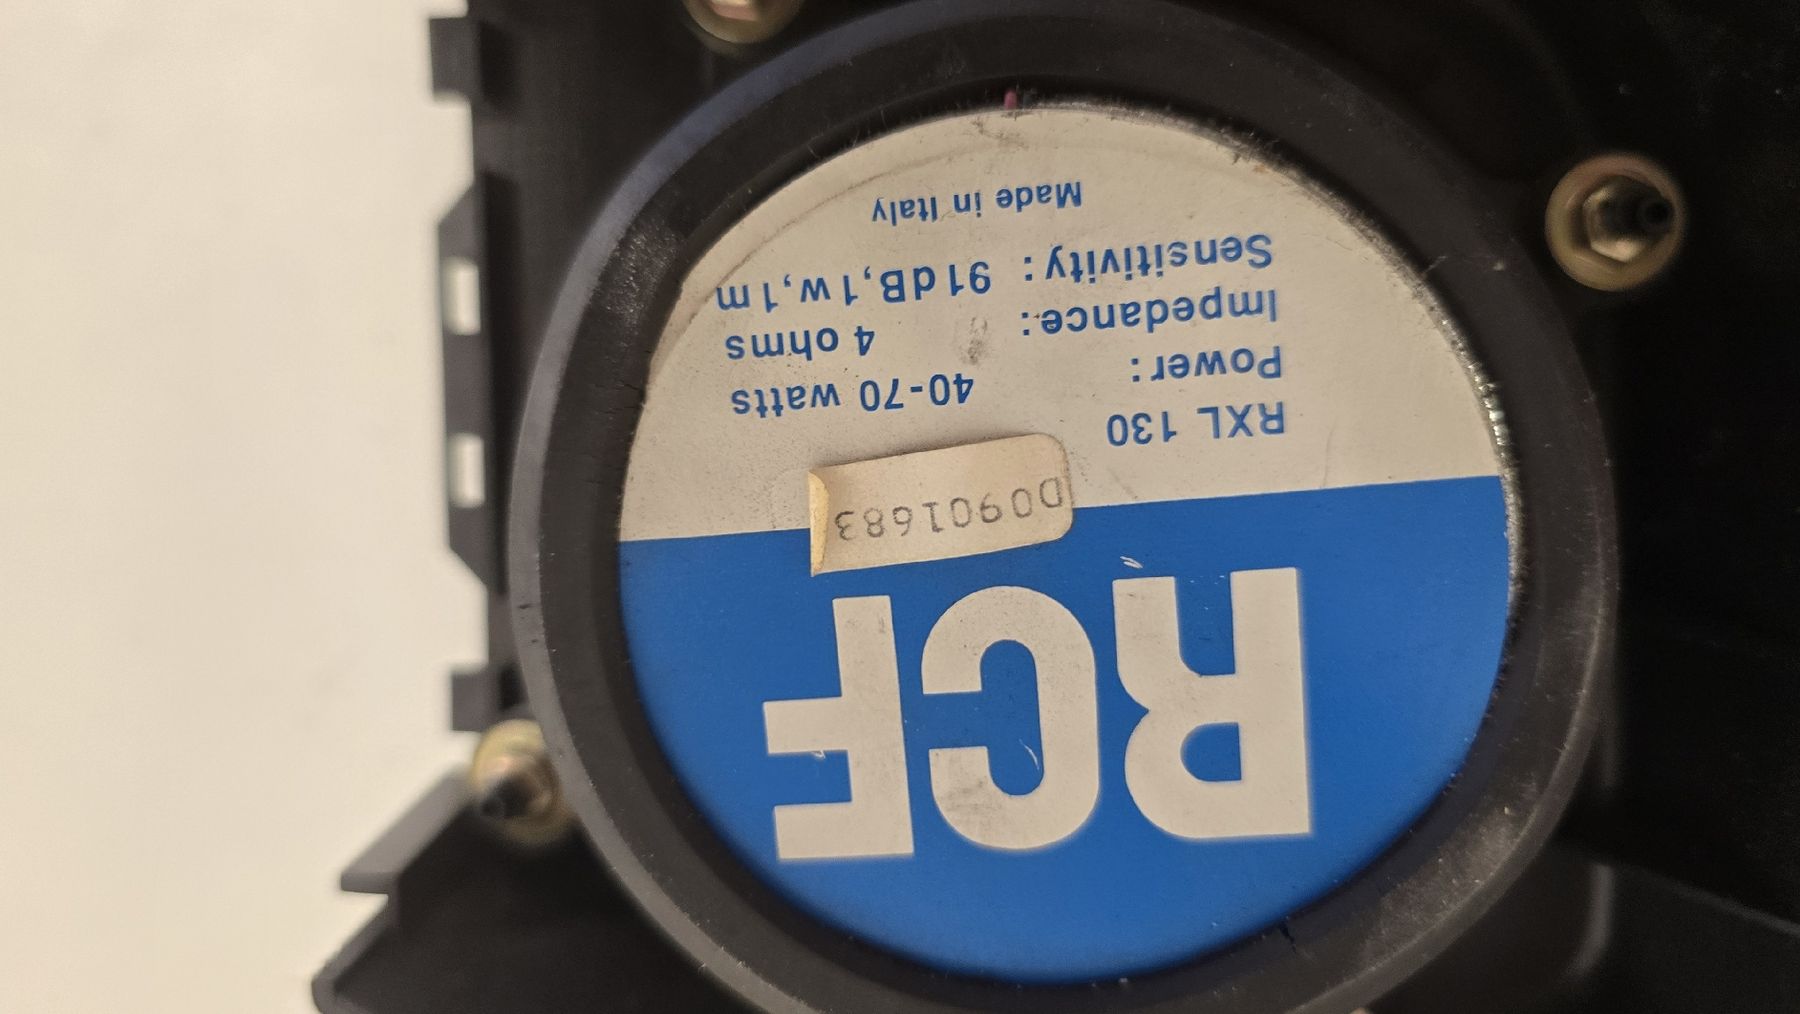 RCF
D0901683
RXL 130
Power: 40-70 watts
Impedance: 4 ohms
Sensitivity: 91dB,1w,1m
Made in Italy